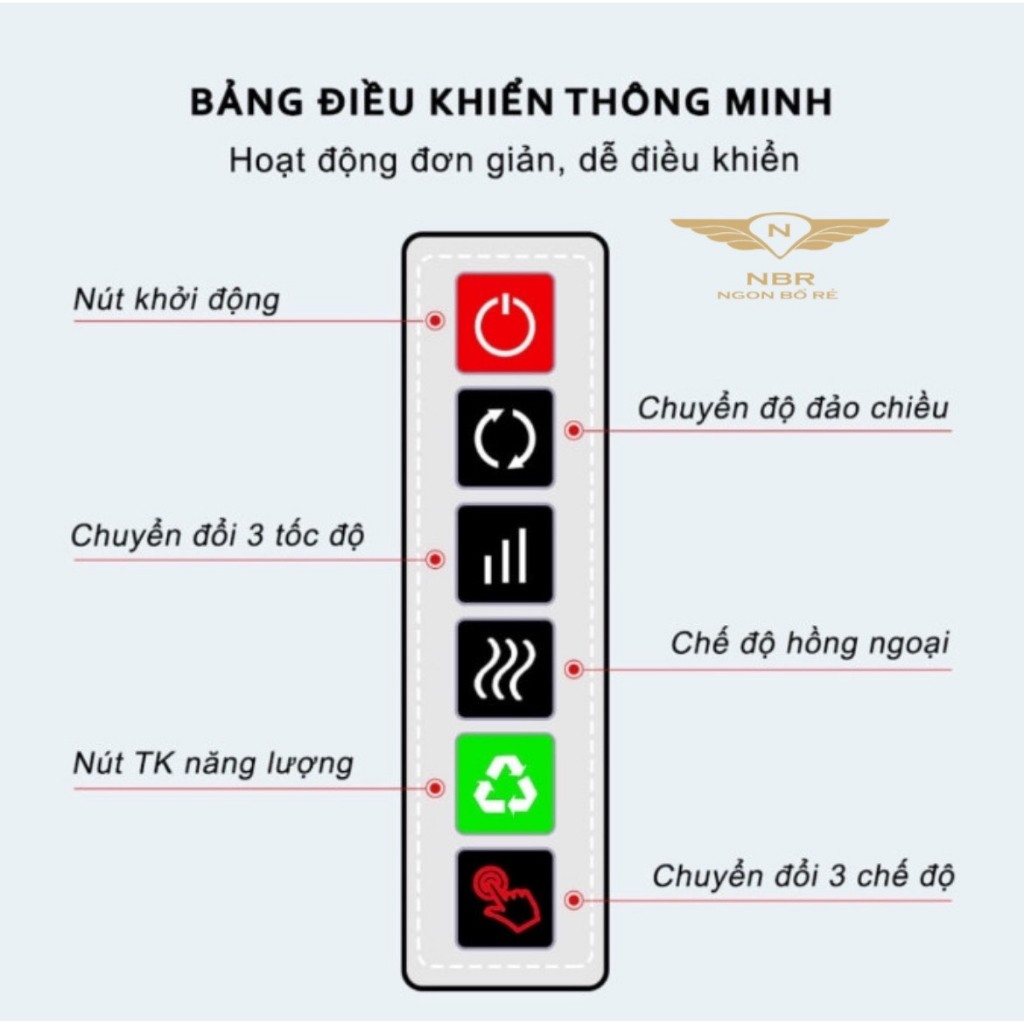 BẢNG ĐIỀU KHIỂN THÔNG MINH
Hoạt động đơn giản, dễ điều khiển
N
NBR
NGON BỔ RẺ
Nút khởi động
Chuyển độ đảo chiều
Chuyển đổi 3 tốc độ
Chế độ hồng ngoại
Nút TK năng lượng
Chuyển đổi 3 chế độ